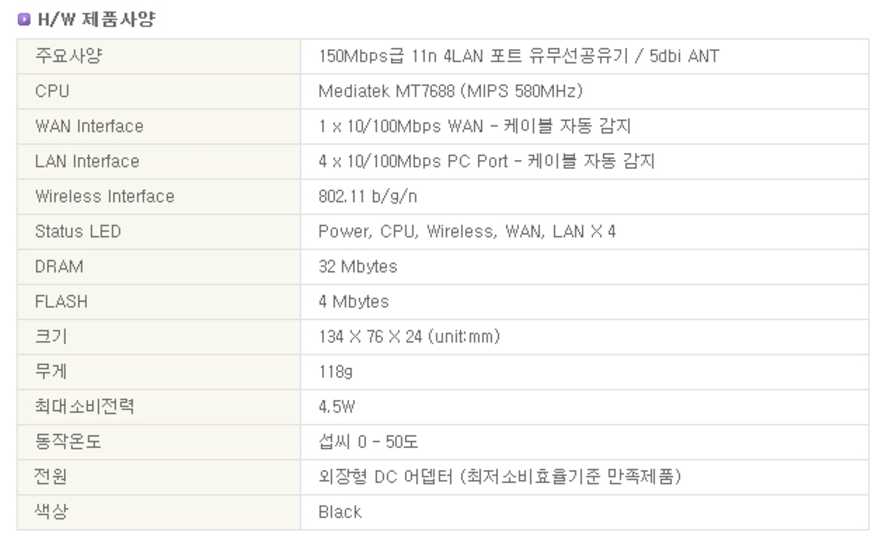 H/W 제품사양
주요사양 150Mbps급 11n 4LAN 포트 유무선공유기 / 5dbi ANT
CPU Mediatek MT7688 (MIPS 580MHz)
WAN Interface 1 x 10/100Mbps WAN - 케이블 자동 감지
LAN Interface 4 x 10/100Mbps PC Port - 케이블 자동 감지
Wireless Interface 802.11 b/g/n
Status LED Power, CPU, Wireless, WAN, LAN X 4
DRAM 32 Mbytes
FLASH 4 Mbytes
크기 134 X 76 X 24 (unit:mm)
무게 118g
최대소비전력 4.5W
동작온도 섭씨 0 - 50도
전원 외장형 DC 어뎁터 (최저소비효율기준 만족제품)
색상 Black